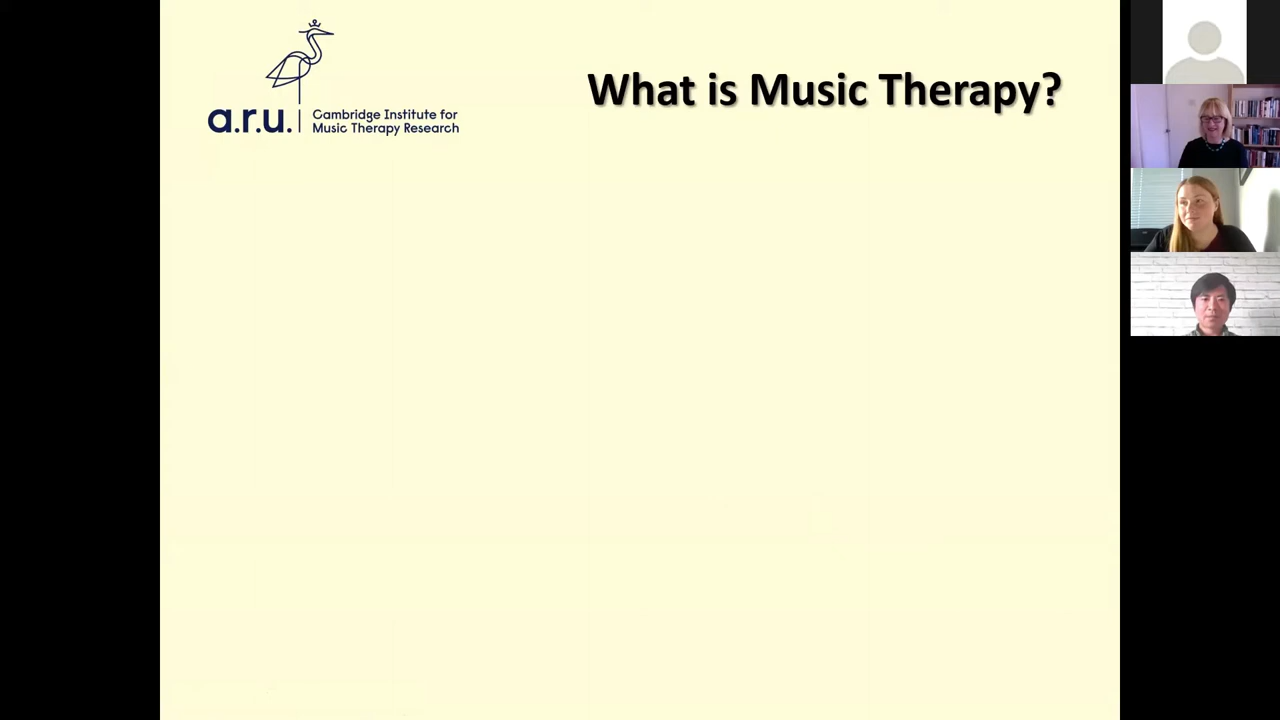 What is Music Therapy?
a.r.u. Cambridge Institute for
Music Therapy Research